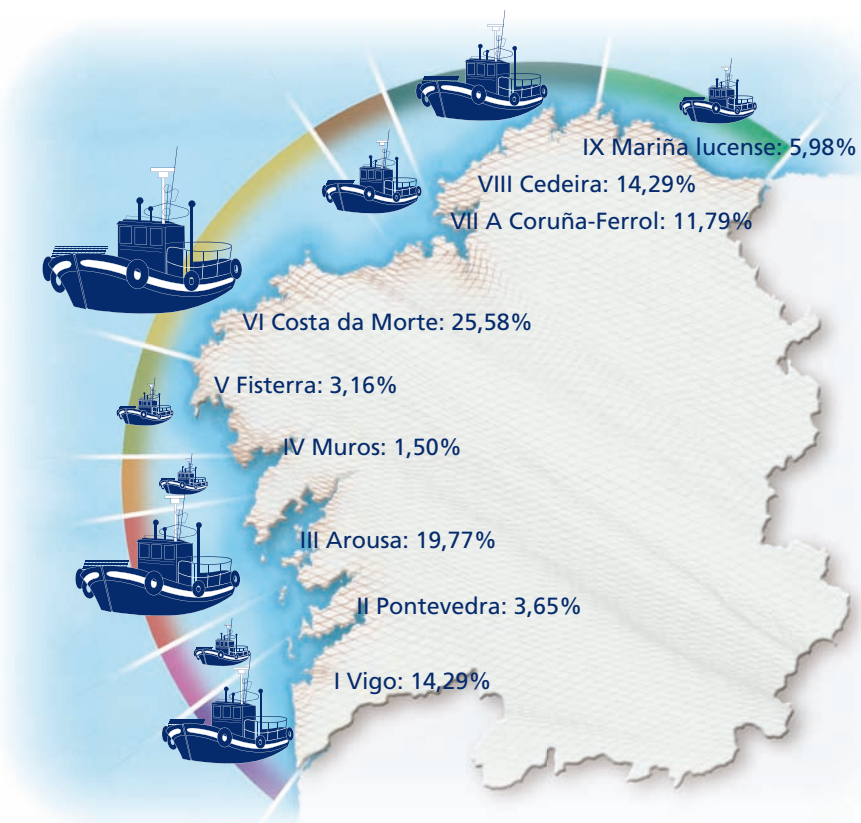 IX Mariña lucense: 5,98%
VIII Cedeira: 14,29%
VII A Coruña-Ferrol: 11,79%
VI Costa da Morte: 25,58%
V Fisterra: 3,16%
IV Muros: 1,50%
III Arousa: 19,77%
II Pontevedra: 3,65%
I Vigo: 14,29%